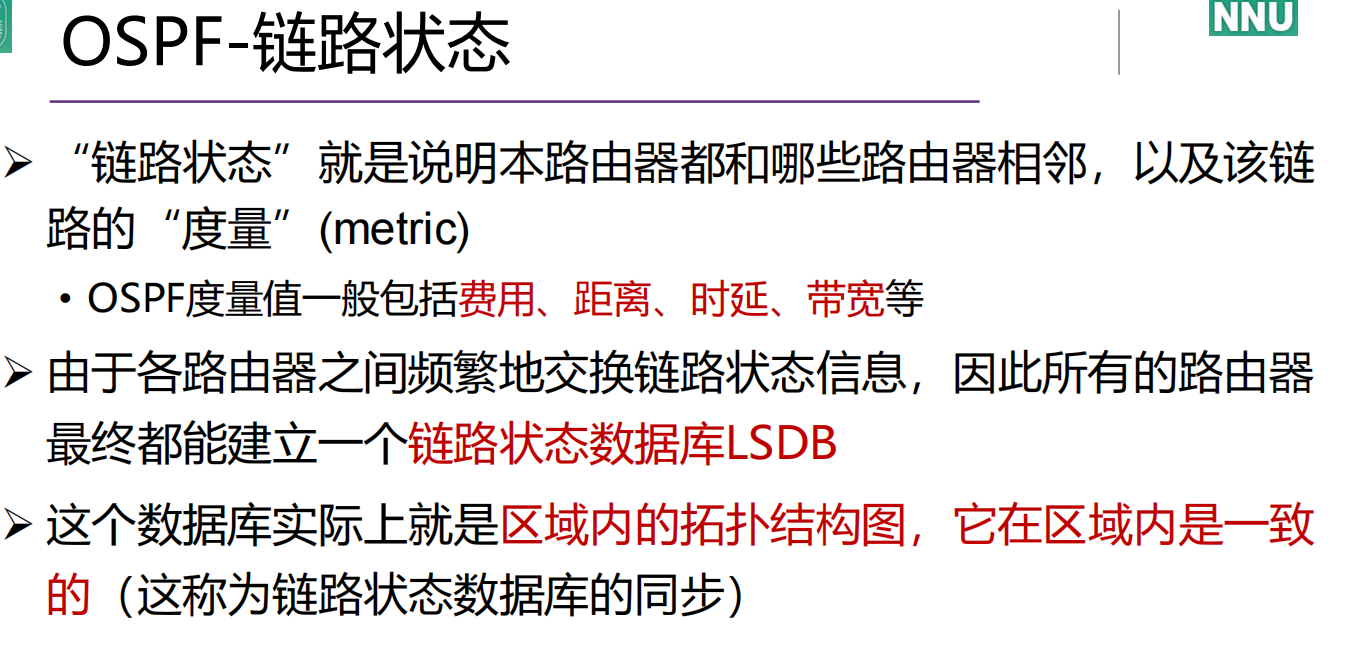 OSPF-链路状态
NNU
➢ “链路状态”就是说明本路由器都和哪些路由器相邻，以及该链
路的“度量”(metric)
• OSPF度量值一般包括费用、距离、时延、带宽等
➢ 由于各路由器之间频繁地交换链路状态信息，因此所有的路由器
最终都能建立一个链路状态数据库LSDB
➢ 这个数据库实际上就是区域内的拓扑结构图，它在区域内是一致
的（这称为链路状态数据库的同步）